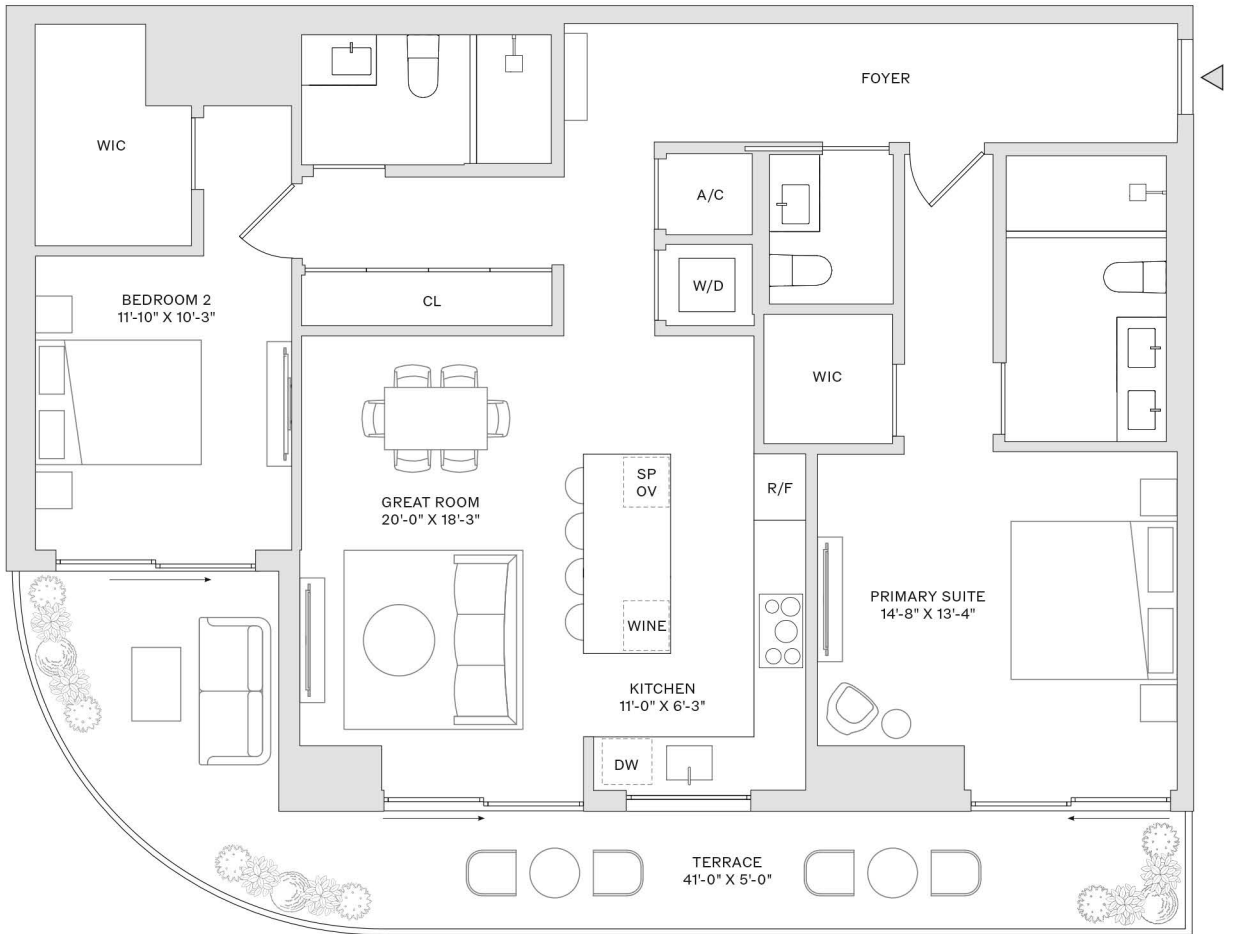 FOYER
WIC
A/C
W/D
BEDROOM 2
11'-10" X 10'-3"
CL
WIC
GREAT ROOM
20'-0" X 18'-3"
SP
OV
R/F
PRIMARY SUITE
14'-8" X 13'-4"
WINE
KITCHEN
11'-0" X 6'-3"
DW
TERRACE
41'-0" X 5'-0"